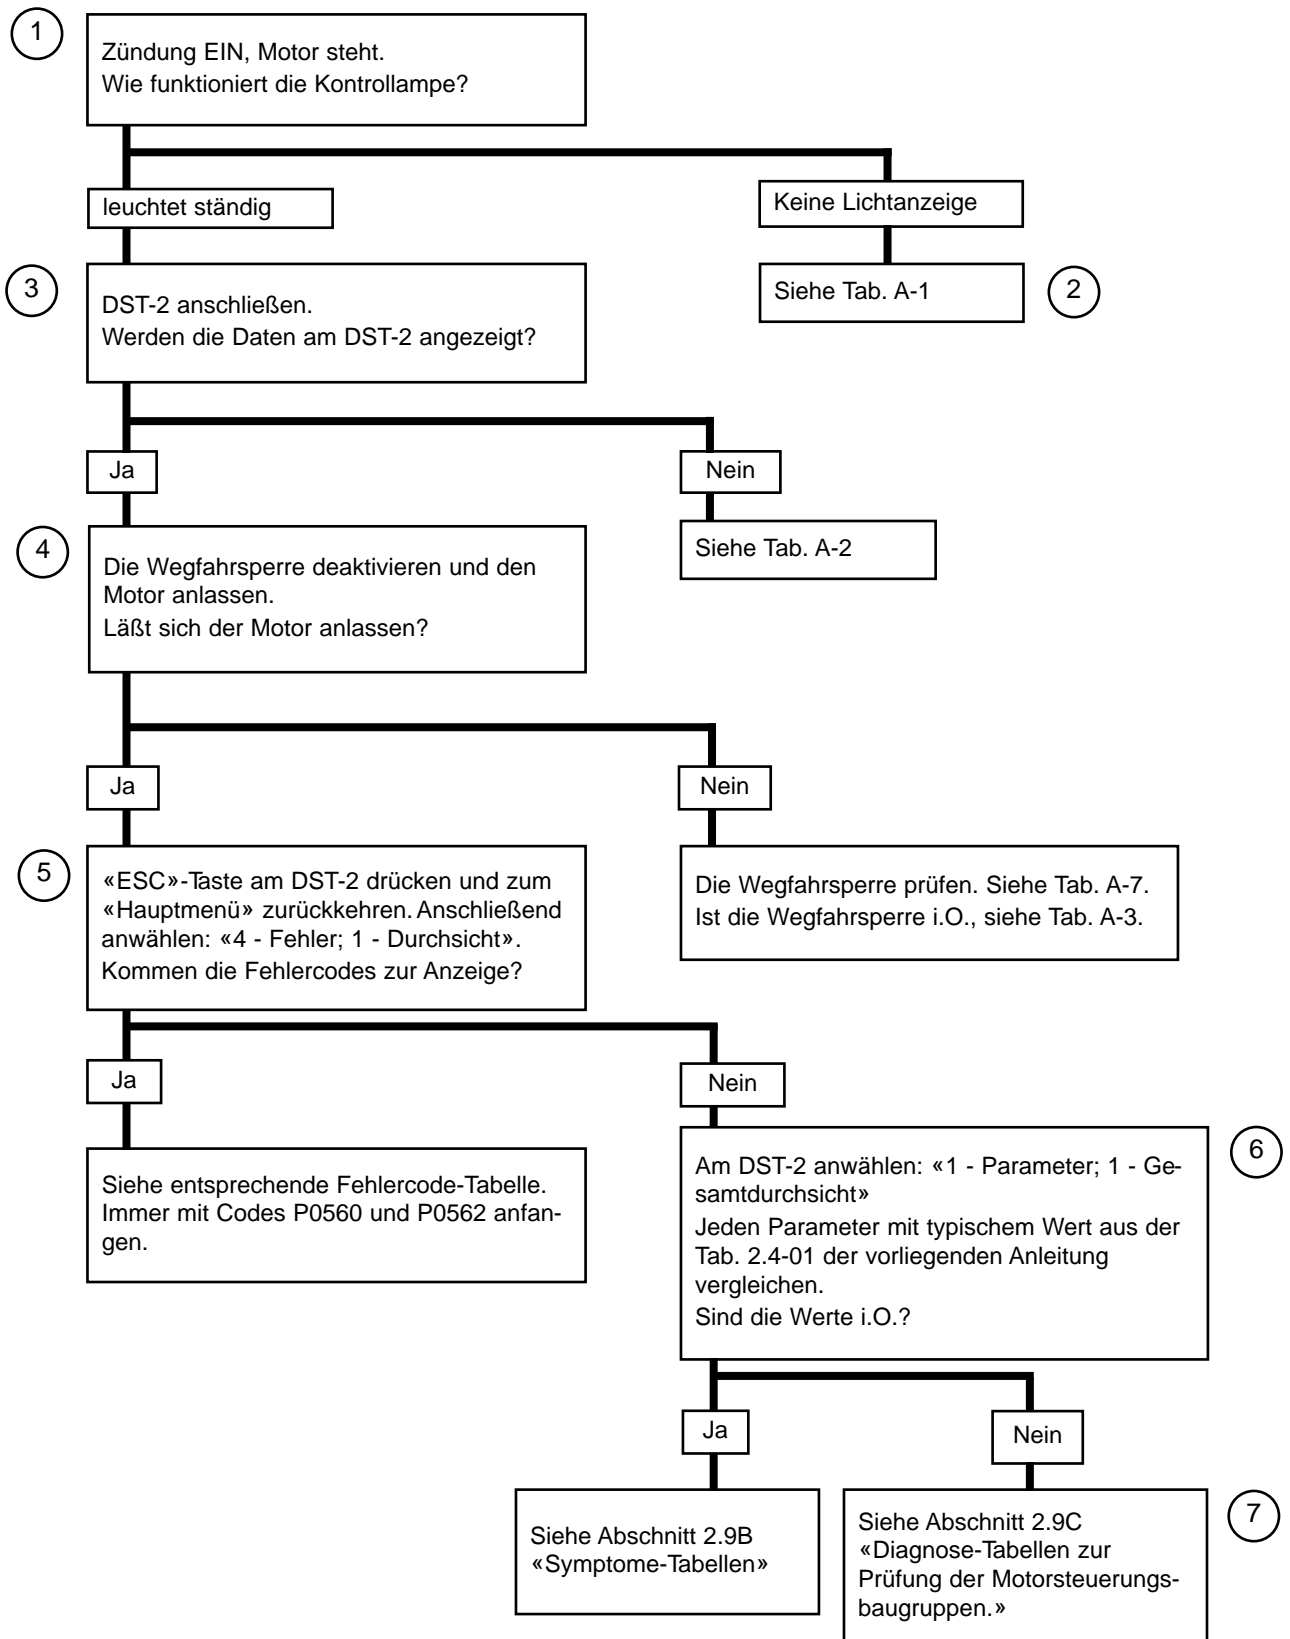 1
Zündung EIN, Motor steht.
Wie funktioniert die Kontrollampe?
leuchtet ständig
Keine Lichtanzeige
3
DST-2 anschließen.
Werden die Daten am DST-2 angezeigt?
Siehe Tab. A-1
2
Ja
Nein
4
Die Wegfahrsperre deaktivieren und den
Motor anlassen.
Läßt sich der Motor anlassen?
Siehe Tab. A-2
Ja
Nein
5
«ESC»-Taste am DST-2 drücken und zum
«Hauptmenü» zurückkehren. Anschließend
anwählen: «4 - Fehler; 1 - Durchsicht».
Kommen die Fehlercodes zur Anzeige?
Die Wegfahrsperre prüfen. Siehe Tab. A-7.
Ist die Wegfahrsperre i.O., siehe Tab. A-3.
Ja
Nein
Siehe entsprechende Fehlercode-Tabelle.
Immer mit Codes P0560 und P0562 anfan-
gen.
6
Am DST-2 anwählen: «1 - Parameter; 1 - Ge-
samtdurchsicht»
Jeden Parameter mit typischem Wert aus der
Tab. 2.4-01 der vorliegenden Anleitung
vergleichen.
Sind die Werte i.O.?
Ja
Nein
Siehe Abschnitt 2.9B
«Symptome-Tabellen»
Siehe Abschnitt 2.9C
«Diagnose-Tabellen zur
Prüfung der Motorsteuerungs-
baugruppen.»
7